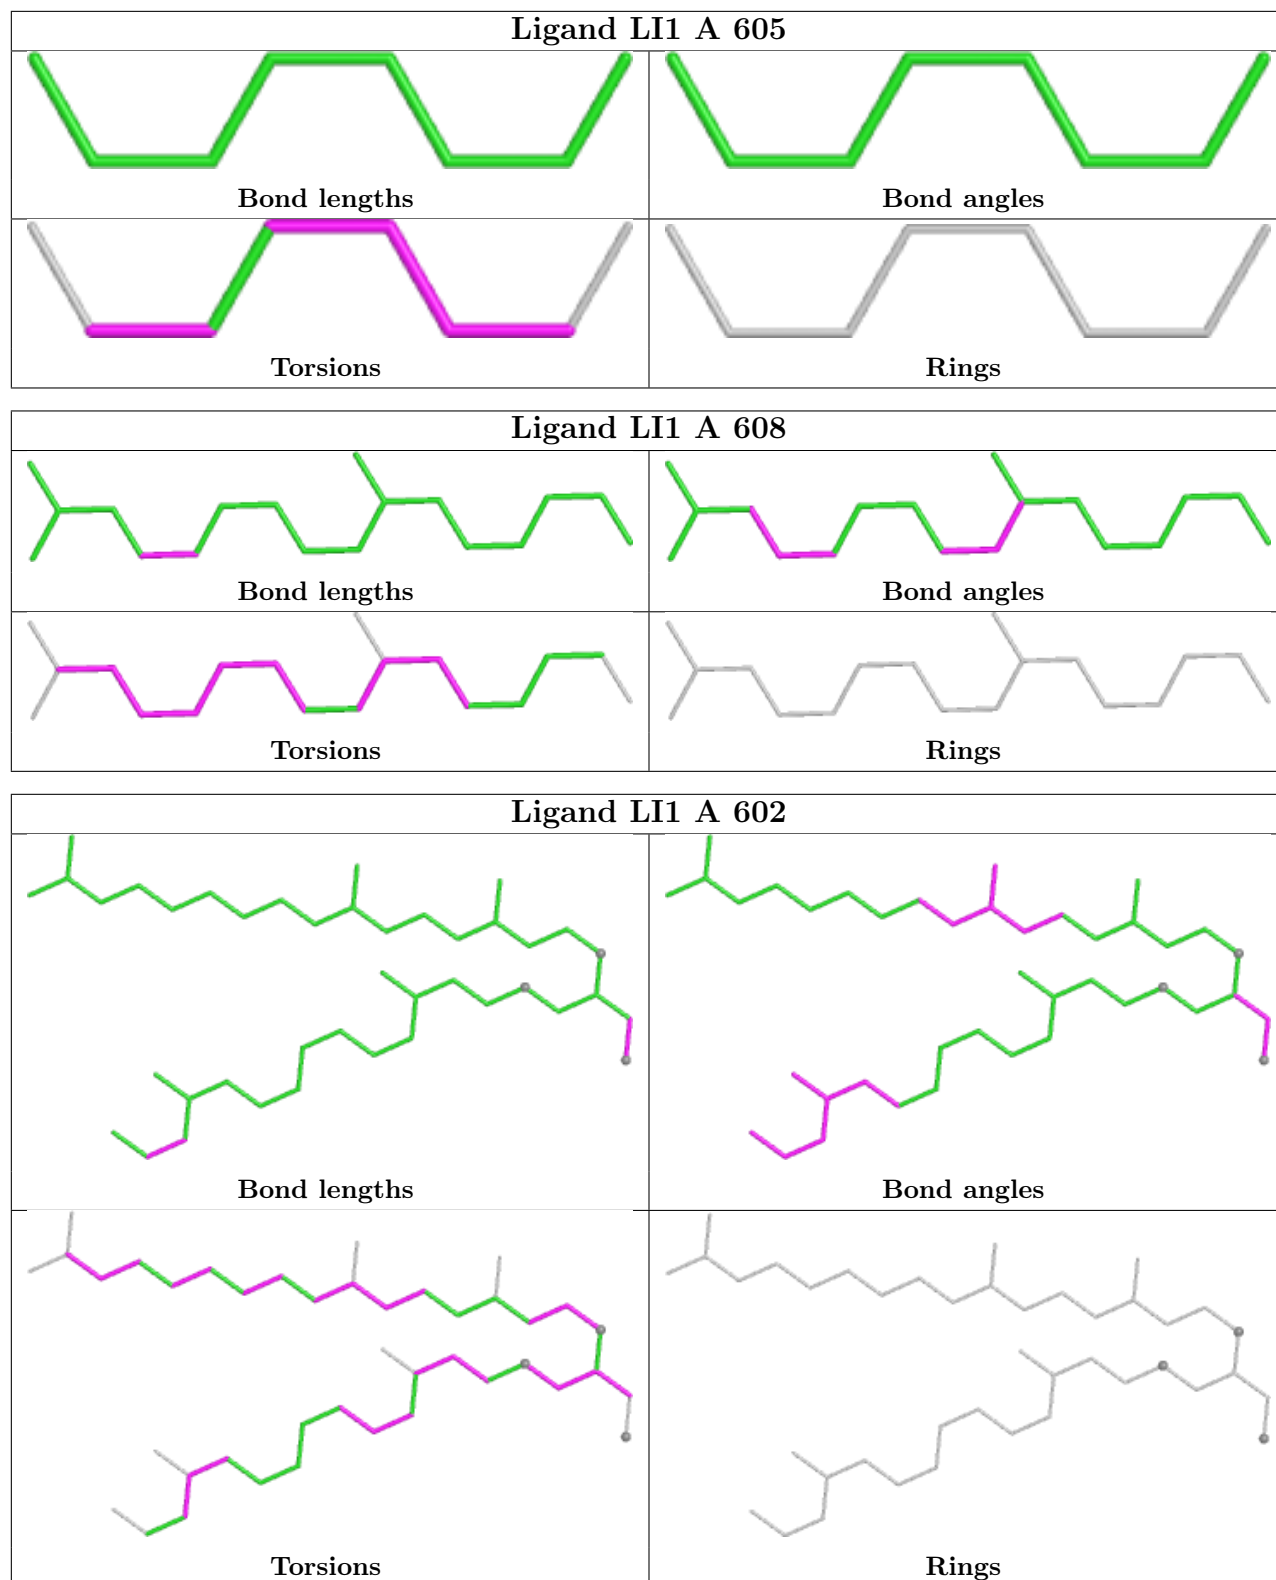 Ligand LI1 A 605
Bond lengths
Bond angles
Torsions
Rings
Ligand LI1 A 608
Bond lengths
Bond angles
Torsions
Rings
Ligand LI1 A 602
Bond lengths
Bond angles
Torsions
Rings